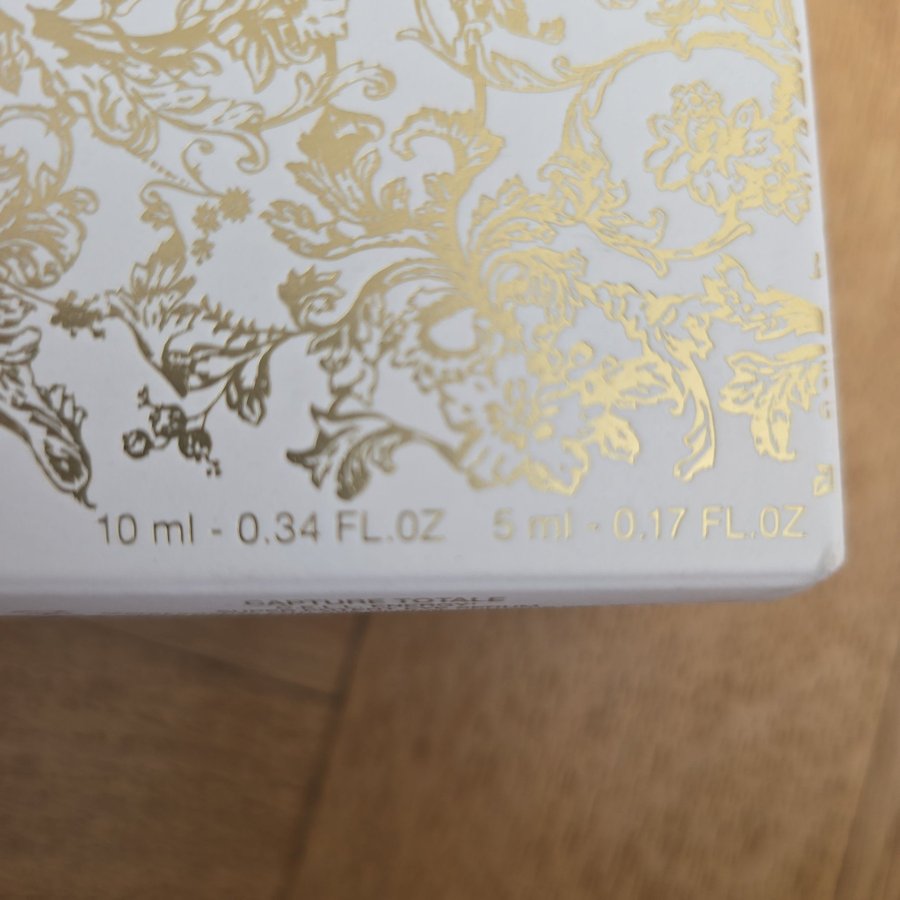 10 ml - 0.34 FL.OZ 5 ml - 0.17 FL.OZ
CAPTURE TOTALE